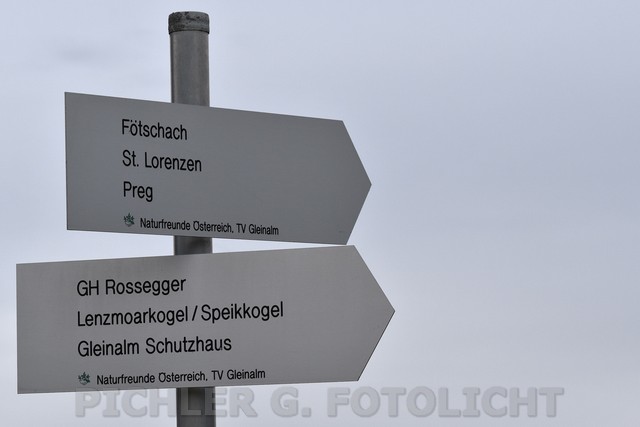 Fötschach
St. Lorenzen
Preg
Naturfreunde Österreich, TV Gleinalm
GH Rossegger
Lenzmoarkogel / Speikkogel
Gleinalm Schutzhaus
Naturfreunde Österreich, TV Gleinalm
PICHLER G. FOTOLICHT